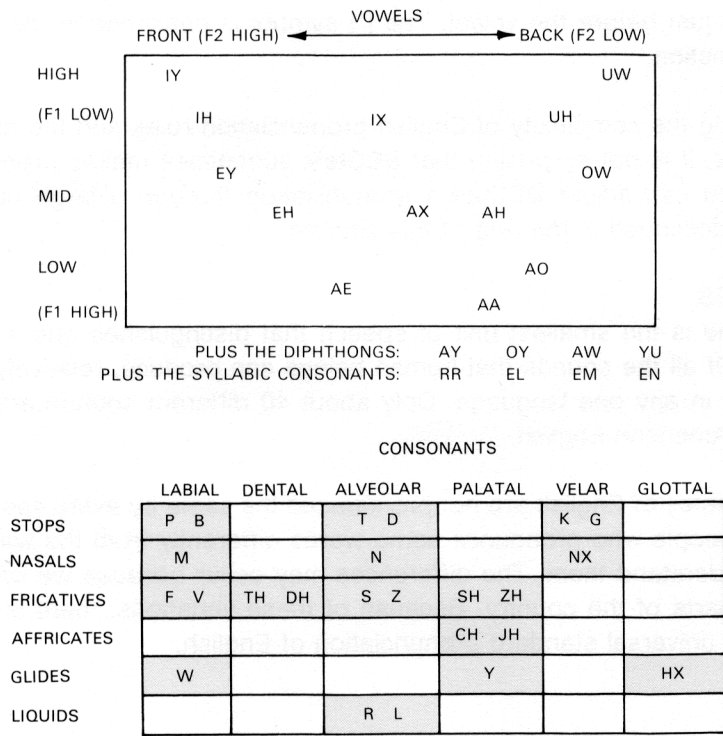 VOWELS
FRONT (F2 HIGH) BACK (F2 LOW)
HIGH IY UW
(F1 LOW) IH IX UH
EY OW
MID
EH AX AH
LOW AO
AE
(F1 HIGH) AA
PLUS THE DIPHTHONGS: AY OY AW
PLUS THE SYLLABIC CONSONANTS: RR EL EM EN
CONSONANTS
LABIAL DENTAL ALVEOLAR PALATAL VELAR GLOTTAL
STOPS P B T D K G
NASALS M N NX
FRICATIVES F V TH DH S Z SH ZH
AFFRICATES CH JH
GLIDES W Y HX
LIQUIDS R L